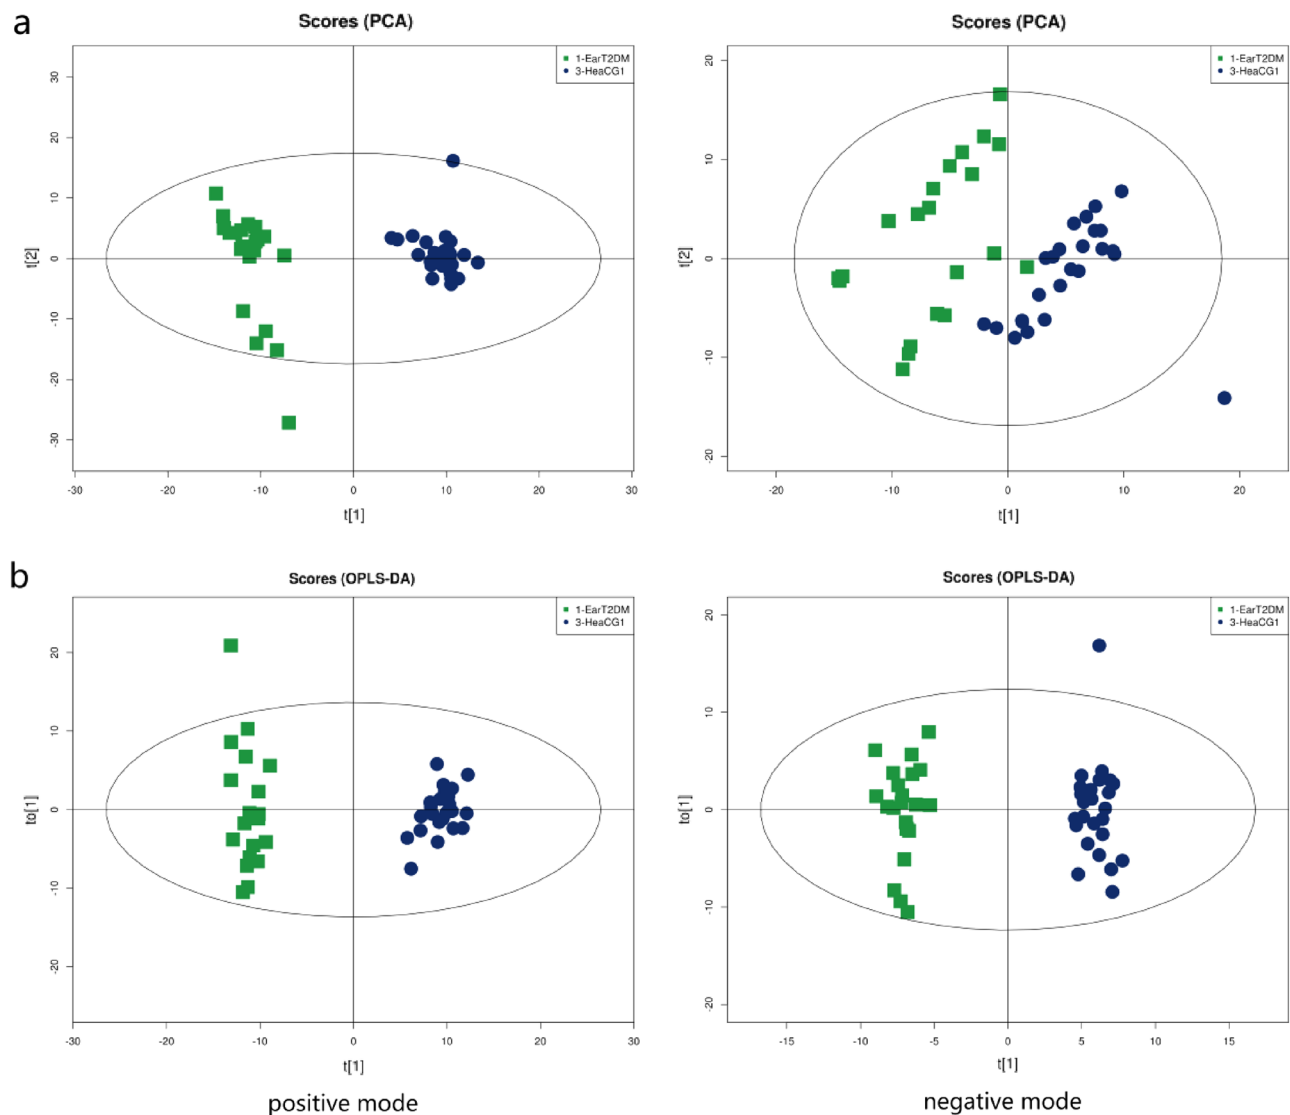 a
Scores (PCA)
1-EarT2DM
3-HeaCG1
30
20
10
0
-10
-20
-30
t[2]
-30 -20 -10 0 10 20 30
t[1]
Scores (PCA)
1-EarT2DM
3-HeaCG1
20
10
0
-10
-20
t[2]
-20 -10 0 10 20
t[1]
b
Scores (OPLS-DA)
1-EarT2DM
3-HeaCG1
20
10
0
-10
-20
to[1]
-30 -20 -10 0 10 20 30
t[1]
positive mode
Scores (OPLS-DA)
1-EarT2DM
3-HeaCG1
20
10
0
-10
-20
to[1]
-15 -10 -5 0 5 10 15
t[1]
negative mode